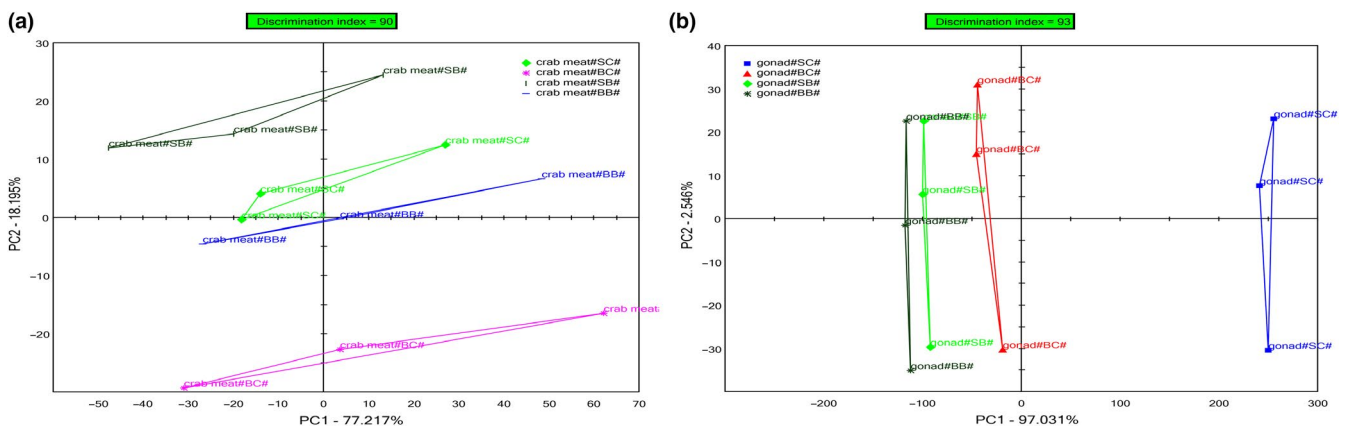 (a)
Discrimination index = 90
30
20
10
0
−10
−20
PC2 - 18.195%
−50
−40
−30
−20
−10
0
10
20
30
40
50
60
70
PC1 - 77.217%
crab meat#SC#
crab meat#BC#
crab meat#SB#
crab meat#BB#
crab meat#SB#
crab meat#SB#
crab meat#SB#
crab meat#SC#
crab meat#SC#
crab meat#SC#
crab meat#BB#
crab meat#BB#
crab meat#BB#
crab meat
crab meat#BC#
crab meat#BC#
(b)
Discrimination index = 93
40
30
20
10
0
−10
−20
−30
PC2 - 2.546%
−200
−100
0
100
200
300
PC1 - 97.031%
gonad#SC#
gonad#BC#
gonad#SB#
gonad#BB#
gonad#BC#
gonad#BB#
gonad#BC#
gonad#SB#
gonad#BB#
gonad#SB#
gonad#BC#
gonad#BB#
gonad#SC#
gonad#SC#
gonad#SC#